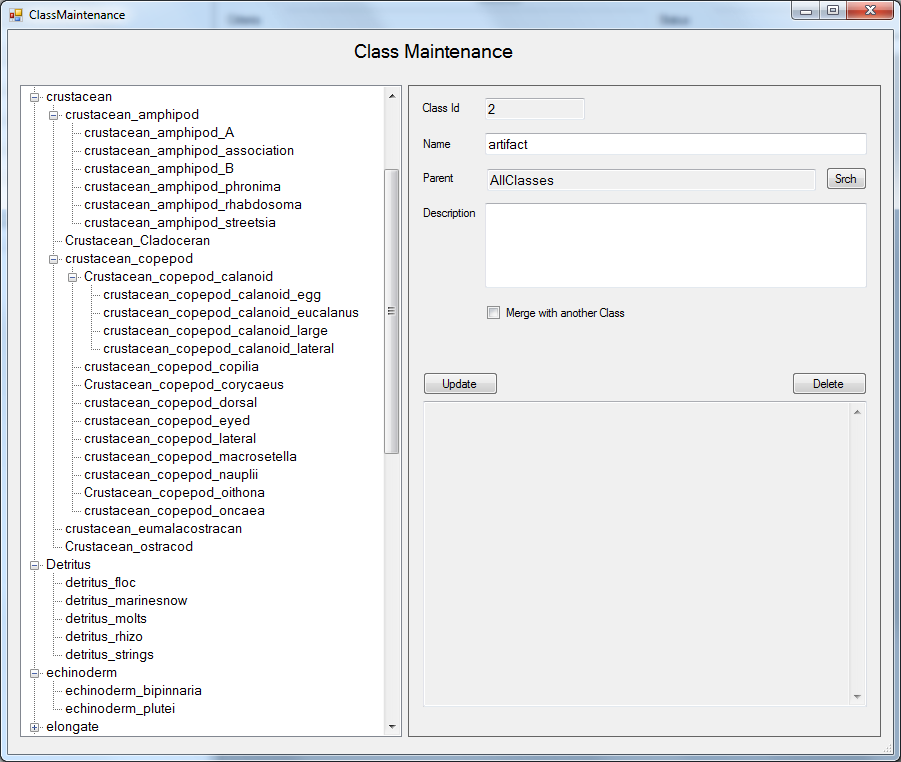 ClassMaintenance
Class Maintenance
crustacean
crustacean_amphipod
crustacean_amphipod_A
crustacean_amphipod_association
crustacean_amphipod_B
crustacean_amphipod_phronima
crustacean_amphipod_rhabdosoma
crustacean_amphipod_streetsia
Crustacean_Cladoceran
crustacean_copepod
Crustacean_copepod_calanoid
crustacean_copepod_calanoid_egg
crustacean_copepod_calanoid_eucalanus
crustacean_copepod_calanoid_large
crustacean_copepod_calanoid_lateral
crustacean_copepod_copilia
Crustacean_copepod_corycaeus
crustacean_copepod_dorsal
crustacean_copepod_eyed
crustacean_copepod_lateral
crustacean_copepod_macrosetella
crustacean_copepod_nauplii
Crustacean_copepod_oithona
crustacean_copepod_oncaea
crustacean_eumalacostracan
Crustacean_ostracod
Detritus
detritus_floc
detritus_marinesnow
detritus_molts
detritus_rhizo
detritus_strings
echinoderm
echinoderm_bipinnaria
echinoderm_plutei
elongate
Class Id 2
Name artifact
Parent AllClasses Srch
Description
Merge with another Class
Update Delete